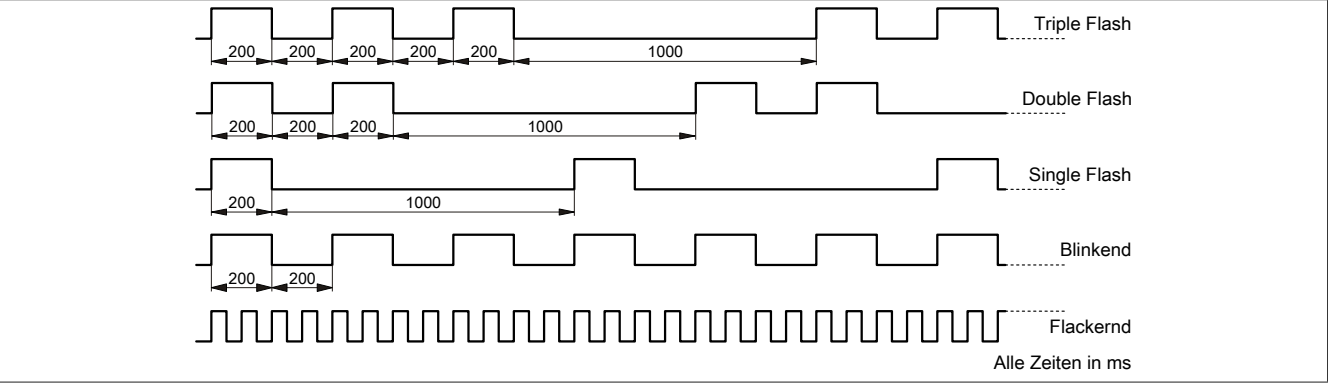 Triple Flash
200 200 200 200 200 1000
Double Flash
200 200 200 1000
Single Flash
200 1000
Blinkend
200 200
Flackernd
Alle Zeiten in ms